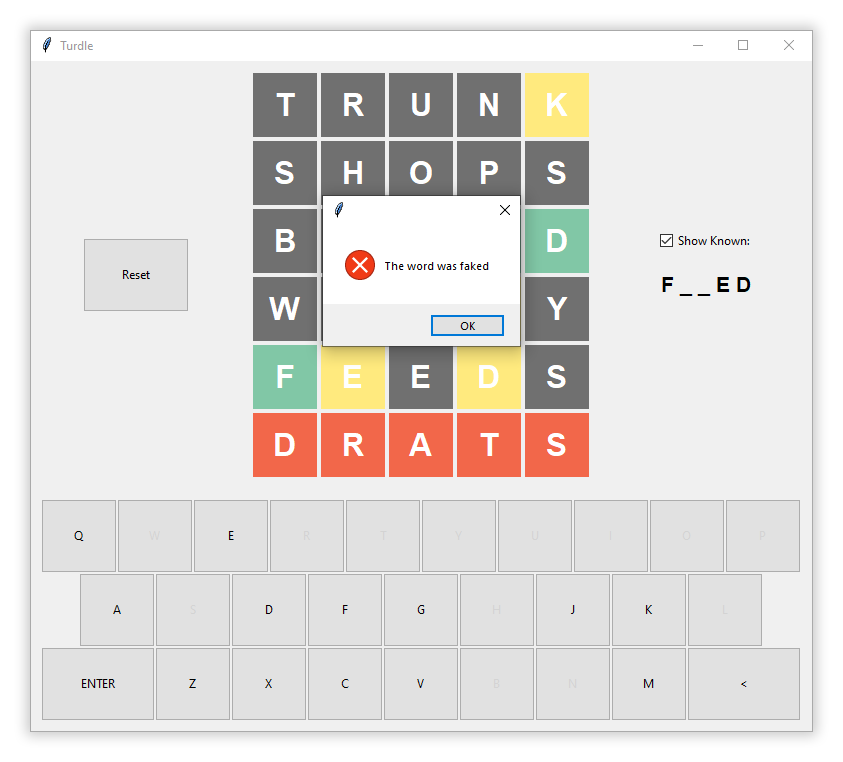 Turdle
T R U N K
S H O P S
B D
W Y
F E E D S
D R A T S
Reset
The word was faked
OK
Show Known:
F _ _ E D
Q W E R T Y U I O P
A S D F G H J K L
ENTER Z X C V B N M <